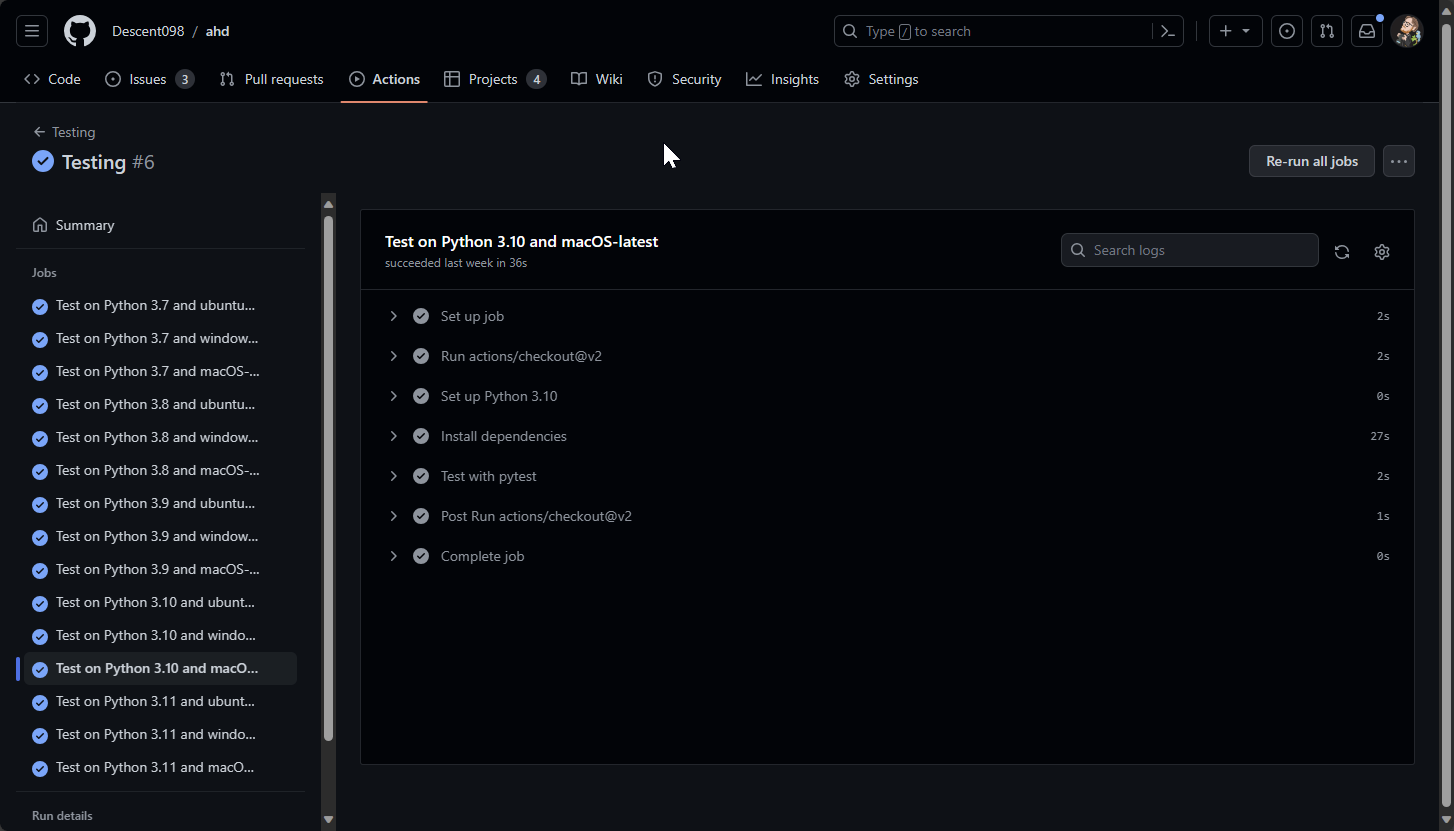 Descent098 / ahd
Type / to search
Code
Issues 3
Pull requests
Actions
Projects 4
Wiki
Security
Insights
Settings
Testing
Testing #6
Re-run all jobs
Summary
Jobs
Test on Python 3.7 and ubuntu...
Test on Python 3.7 and window...
Test on Python 3.7 and macOS-...
Test on Python 3.8 and ubuntu...
Test on Python 3.8 and window...
Test on Python 3.8 and macOS-...
Test on Python 3.9 and ubuntu...
Test on Python 3.9 and window...
Test on Python 3.9 and macOS-...
Test on Python 3.10 and ubunt...
Test on Python 3.10 and windo...
Test on Python 3.10 and macO...
Test on Python 3.11 and ubunt...
Test on Python 3.11 and windo...
Test on Python 3.11 and macO...
Run details
Test on Python 3.10 and macOS-latest
succeeded last week in 36s
Search logs
Set up job 2s
Run actions/checkout@v2 2s
Set up Python 3.10 0s
Install dependencies 27s
Test with pytest 2s
Post Run actions/checkout@v2 1s
Complete job 0s